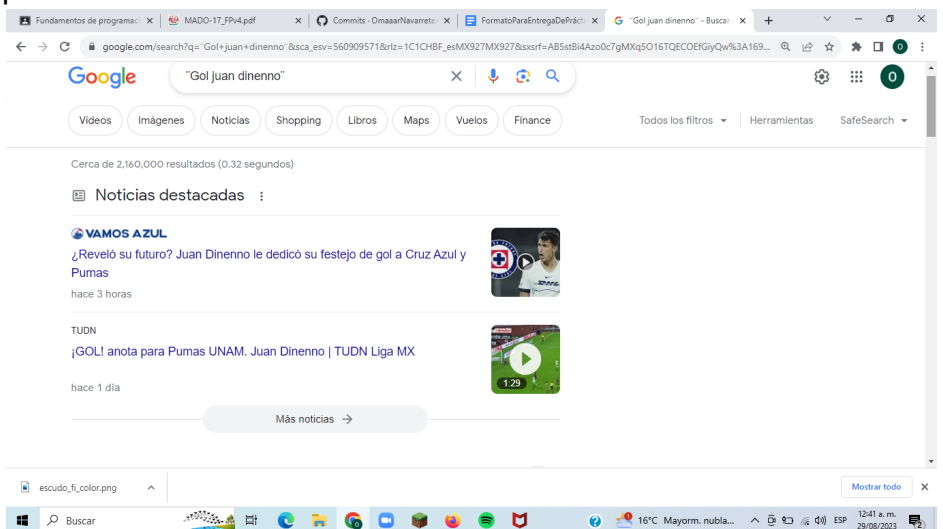 Fundamentos de programaci
MADO-17_FPv4.pdf
Commits · OmaaarNavarrete
FormatoParaEntregaDePrácti
"Gol juan dinenno" - Buscar
google.com/search?q="Gol+juan+dinenno"&sca_esv=560909571&rlz=1C1CHBF_esMX927MX927&sxsrf=AB5stBi4Azo0c7gMXq5O16TQECOEfGiyQw%3A169...
O
Google
"Gol juan dinenno"
O
Videos
Imágenes
Noticias
Shopping
Libros
Maps
Vuelos
Finance
Todos los filtros
Herramientas
SafeSearch
Cerca de 2,160,000 resultados (0.32 segundos)
Noticias destacadas
VAMOS AZUL
¿Reveló su futuro? Juan Dinenno le dedicó su festejo de gol a Cruz Azul y
Pumas
hace 3 horas
TUDN
¡GOL! anota para Pumas UNAM. Juan Dinenno | TUDN Liga MX
hace 1 día
1:29
Más noticias
escudo_fi_color.png
Mostrar todo
Buscar
16°C Mayorm. nubla...
ESP
12:41 a. m.
29/08/2023
2